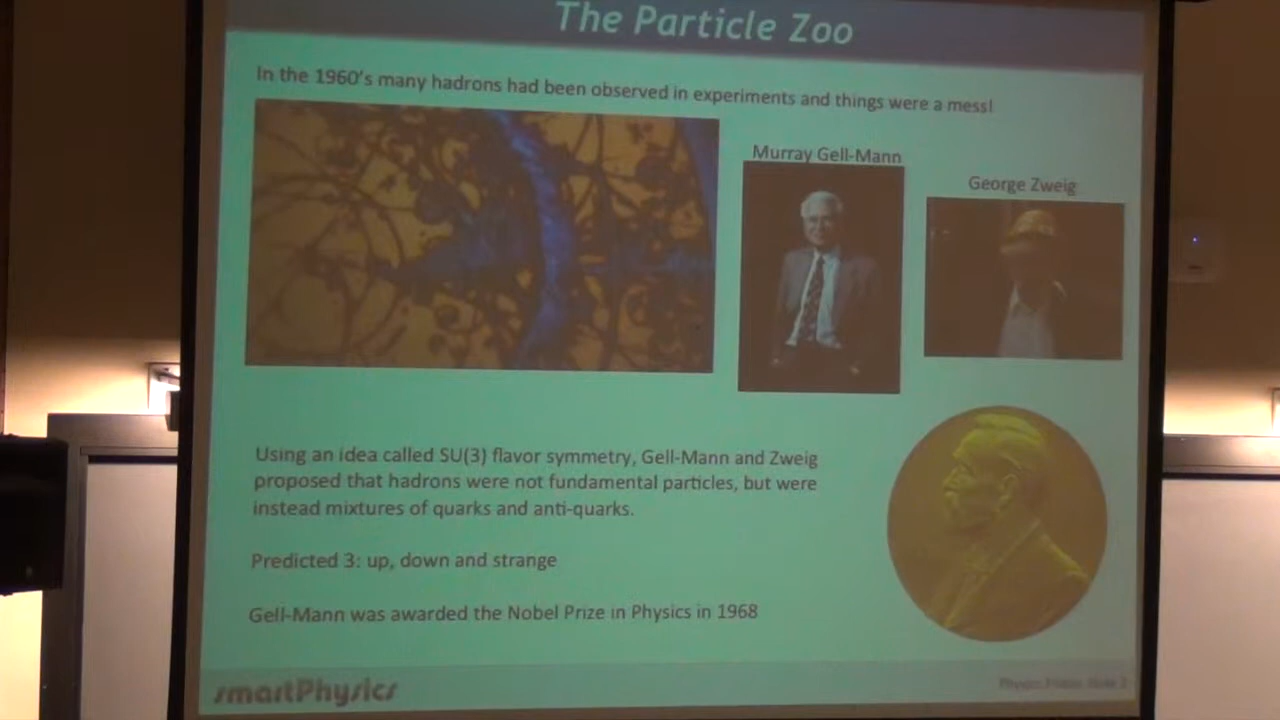 The Particle Zoo
In the 1960's many hadrons had been observed in experiments and things were a mess!
Murray Gell-Mann
George Zweig
Using an idea called SU(3) flavor symmetry, Gell-Mann and Zweig
proposed that hadrons were not fundamental particles, but were
instead mixtures of quarks and anti-quarks.
Predicted 3: up, down and strange
Gell-Mann was awarded the Nobel Prize in Physics in 1968
smartPhysics